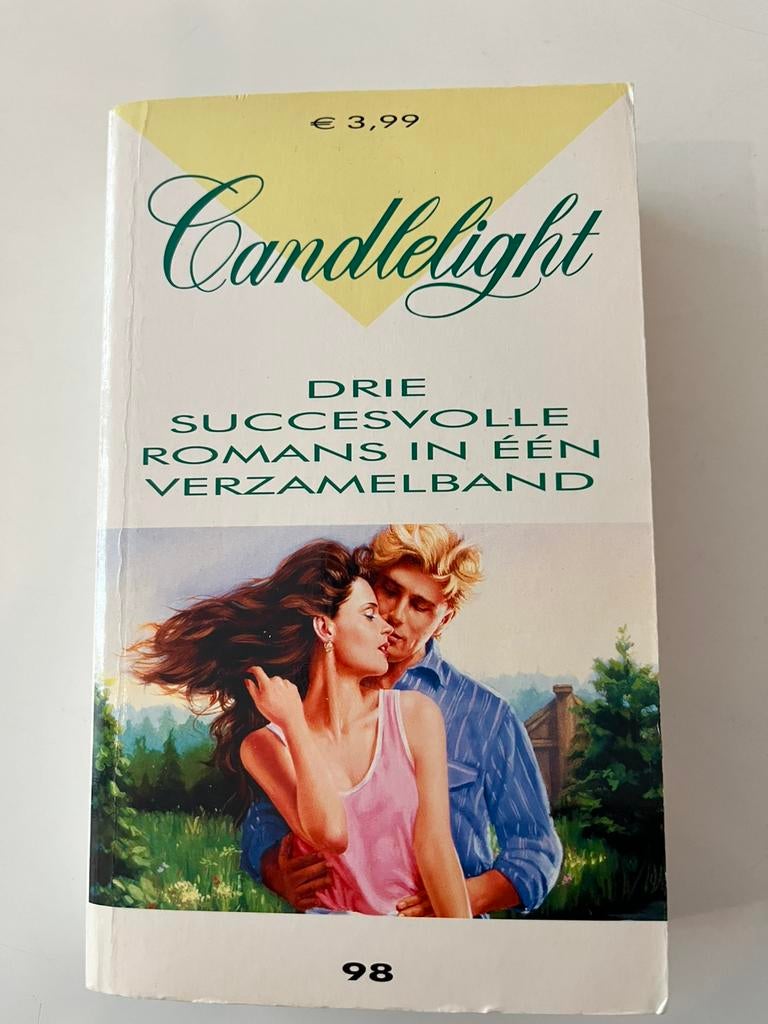 € 3,99
Candlelight
DRIE
SUCCESVOLLE
ROMANS IN ÉÉN
VERZAMELBAND
98